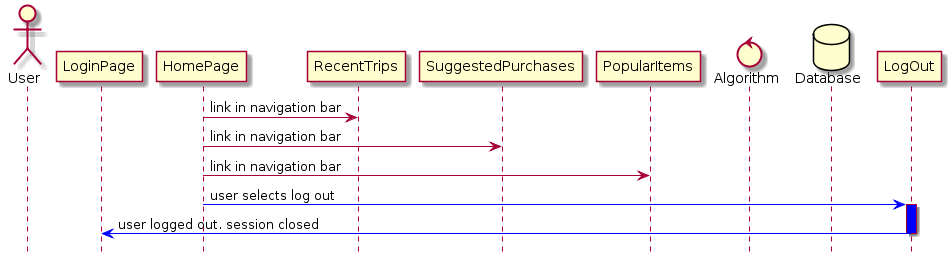 User
LoginPage
HomePage
RecentTrips
SuggestedPurchases
PopularItems
Algorithm
Database
LogOut
link in navigation bar
link in navigation bar
link in navigation bar
user selects log out
user logged out. session closed